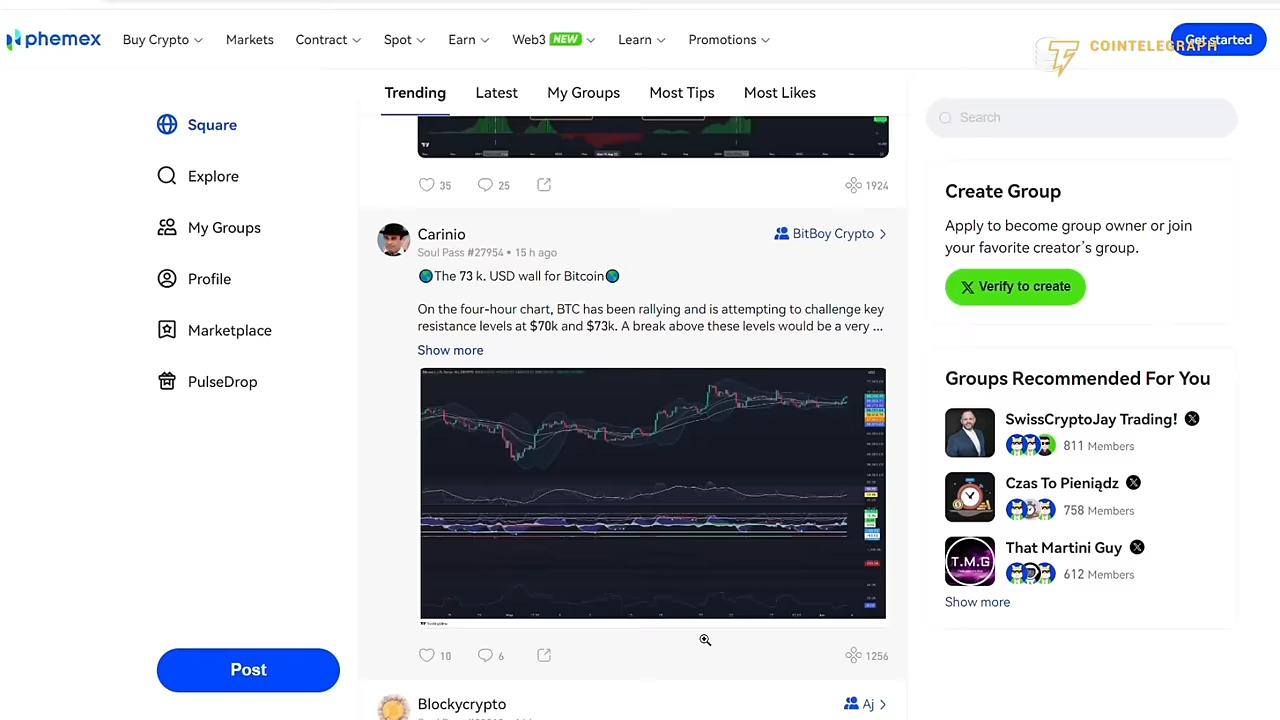 phemex
Buy Crypto
Markets
Contract
Spot
Earn
Web3 NEW
Learn
Promotions
Get started
COINTELEGRAPH
Trending
Latest
My Groups
Most Tips
Most Likes
Search
Square
Explore
My Groups
Profile
Marketplace
PulseDrop
Post
35
25
1924
Carinio
BitBoy Crypto
Soul Pass #27954 • 15 h ago
🌍The 73 k. USD wall for Bitcoin🌍
On the four-hour chart, BTC has been rallying and is attempting to challenge key
resistance levels at $70k and $73k. A break above these levels would be a very ...
Show more
10
6
1256
Blockycrypto
Aj
Create Group
Apply to become group owner or join
your favorite creator's group.
X Verify to create
Groups Recommended For You
SwissCryptoJay Trading!
811 Members
Czas To Pieniądz
758 Members
T.M.G
That Martini Guy
612 Members
Show more